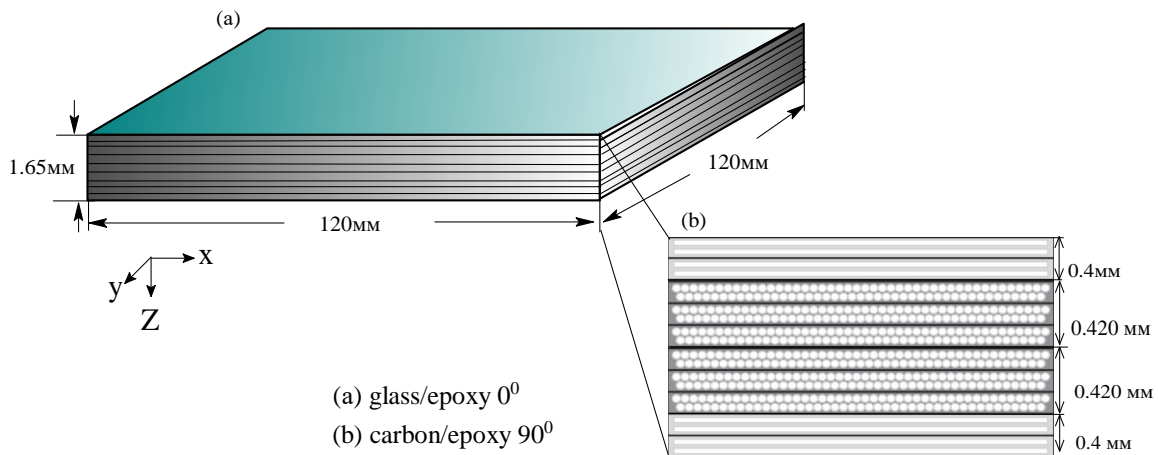 (a)
1.65мм
120мм
120мм
x
y
Z
(b)
0.4мм
0.420 мм
0.420 мм
0.4 мм
(a) glass/epoxy 0⁰
(b) carbon/epoxy 90⁰